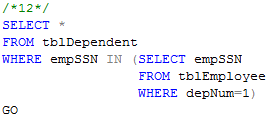 /*12*/
SELECT *
FROM tblDependent
WHERE empSSN IN (SELECT empSSN
FROM tblEmployee
WHERE depNum=1)
GO